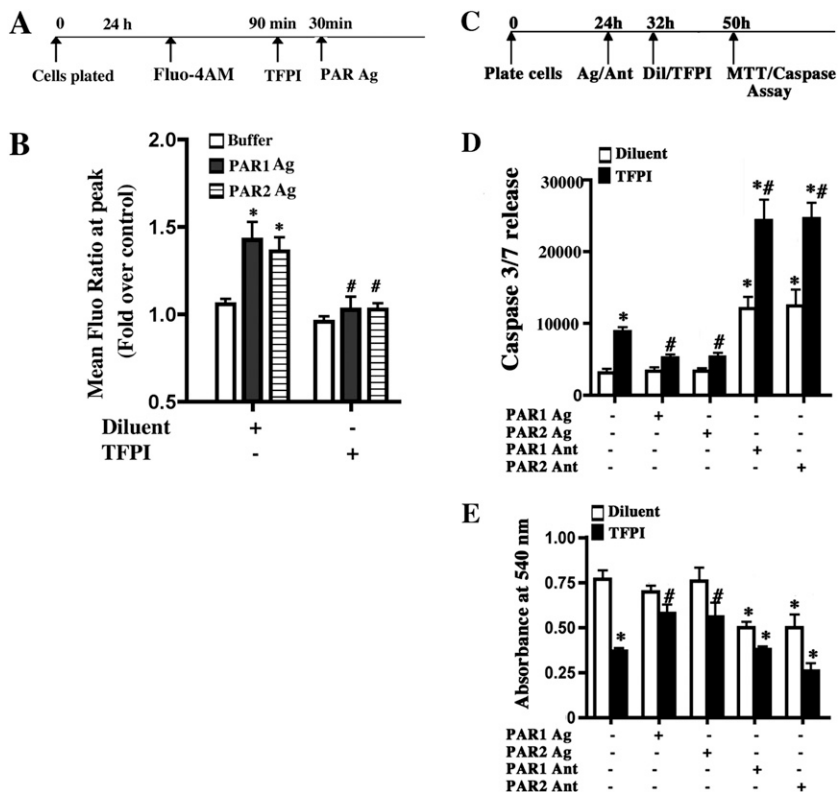 A
0 24 h 90 min 30min
Cells plated Fluo-4AM TFPI PAR Ag
B
Mean Fluo Ratio at peak
(Fold over control)
2.0
1.5
1.0
0.5
Buffer
PAR1 Ag
PAR2 Ag
* *
# #
Diluent + -
TFPI - +
C
0 24h 32h 50h
Plate cells Ag/Ant Dil/TFPI MTT/Caspase
Assay
D
Diluent
TFPI
Caspase 3/7 release
30000
20000
10000
0
* # # * *# * *#
PAR1 Ag - + - - -
PAR2 Ag - - + - -
PAR1 Ant - - - + -
PAR2 Ant - - - - +
E
Diluent
TFPI
Absorbance at 540 nm
1.00
0.75
0.50
0.25
0
* # # * * * *
PAR1 Ag - + - - -
PAR2 Ag - - + - -
PAR1 Ant - - - + -
PAR2 Ant - - - - +